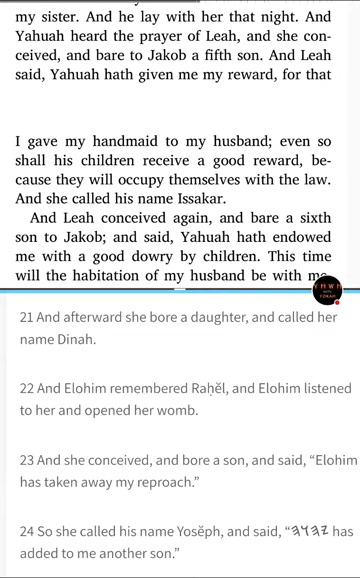 my sister. And he lay with her that night. And
Yahuah heard the prayer of Leah, and she con-
ceived, and bare to Jakob a fifth son. And Leah
said, Yahuah hath given me my reward, for that
I gave my handmaid to my husband; even so
shall his children receive a good reward, be-
cause they will occupy themselves with the law.
And she called his name Issakar.
And Leah conceived again, and bare a sixth
son to Jakob; and said, Yahuah hath endowed
me with a good dowry by children. This time
will the habitation of my husband be with
YHWH
TORAH
21 And afterward she bore a daughter, and called her
name Dinah.
22 And Elohim remembered Raḥĕl, and Elohim listened
to her and opened her womb.
23 And she conceived, and bore a son, and said, “Elohim
has taken away my reproach.”
24 So she called his name Yosĕph, and said, “𐤉𐤄𐤅𐤄 has
added to me another son.”